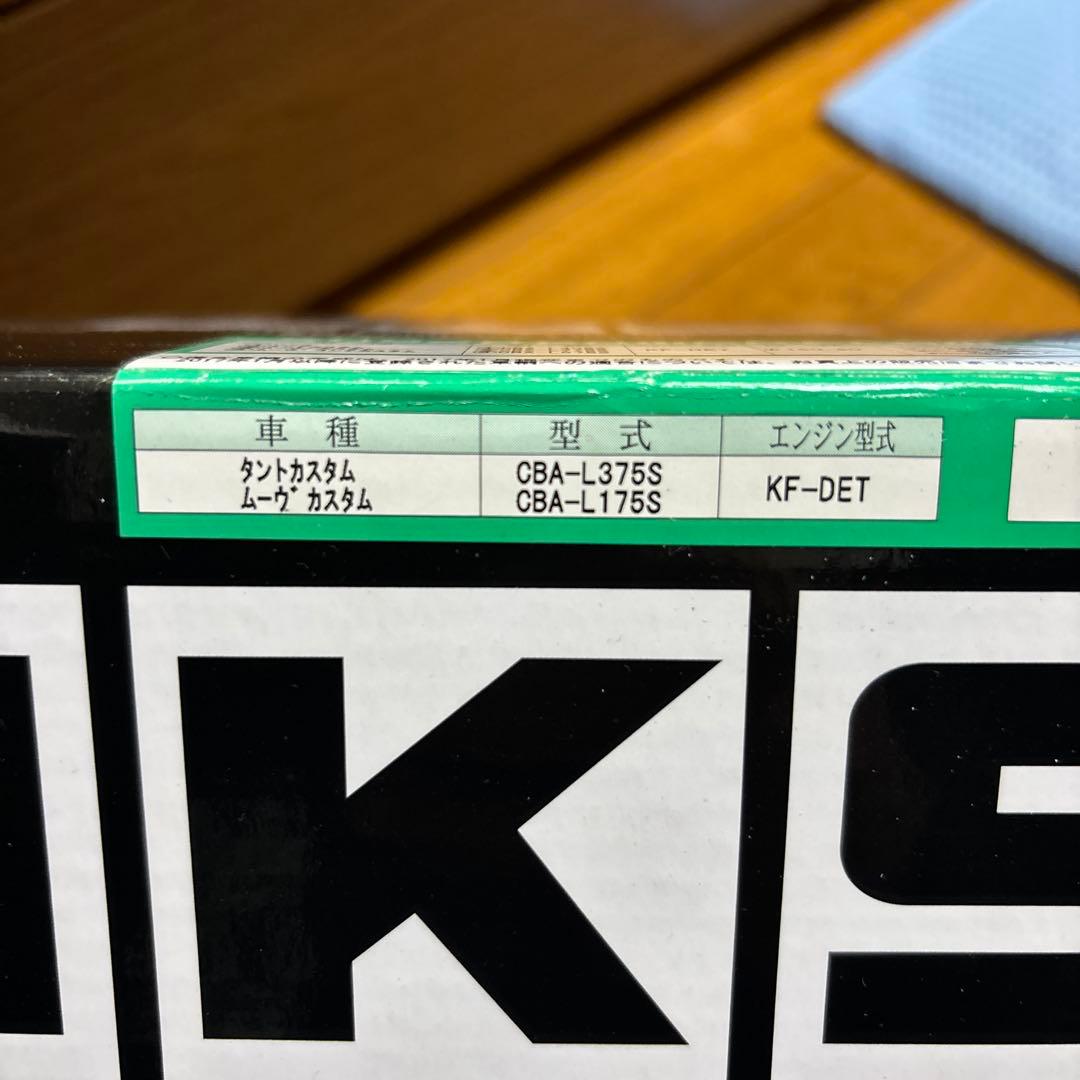 車種 型式 エンジン型式
タントカスタム CBA-L375S KF-DET
ムーヴカスタム CBA-L175S
KS